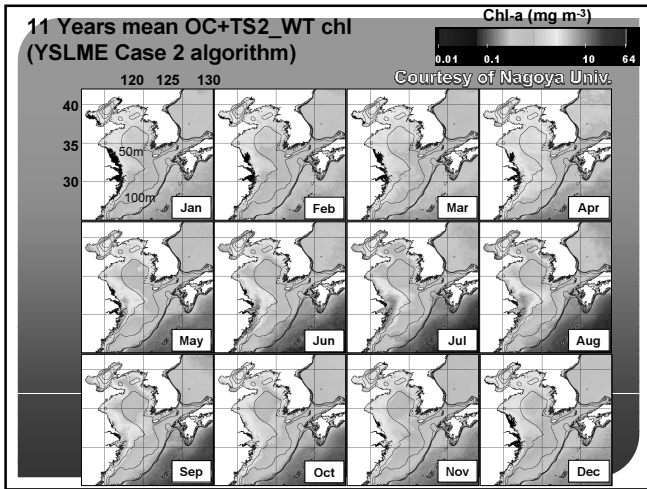 11 Years mean OC+TS2_WT chl
(YSLME Case 2 algorithm)
Chl-a (mg m-3)
0.01 0.1 10 64
Courtesy of Nagoya Univ.
120 125 130
40
35
30
50m
100m
Jan Feb Mar Apr
May Jun Jul Aug
Sep Oct Nov Dec